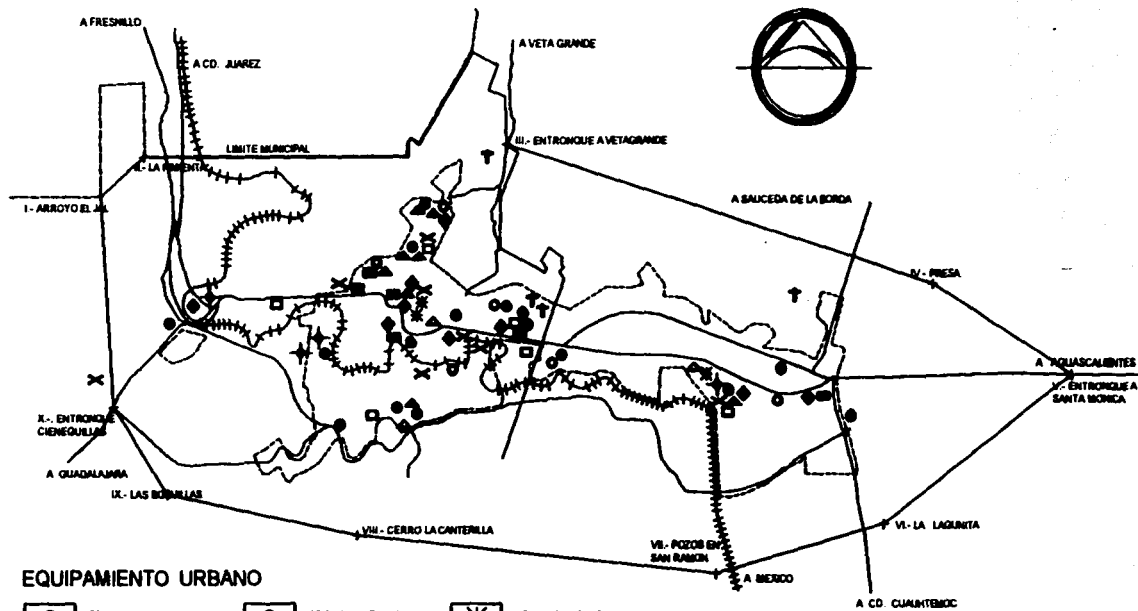 A FRESNILLO
A CD. JUAREZ
A VETA GRANDE
LIMITE MUNICIPAL
III.- ENTRONQUE A VETAGRANDE
II.- LA PIMIENTA
I.- ARROYO EL JAL
A SAUCEDA DE LA BORDA
IV.- PRESA
A AGUASCALIENTES
V.- ENTRONQUE A
SANTA MONICA
X.- ENTRONQUE
CIENEGUILLAS
A GUADALAJARA
IX.- LAS BOQUILLAS
VIII.- CERRO LA CANTERILLA
VII.- POZOS EN
SAN RAMON
VI.- LA LAGUNITA
A MEXICO
A CD. CUAUHTEMOC
EQUIPAMIENTO URBANO